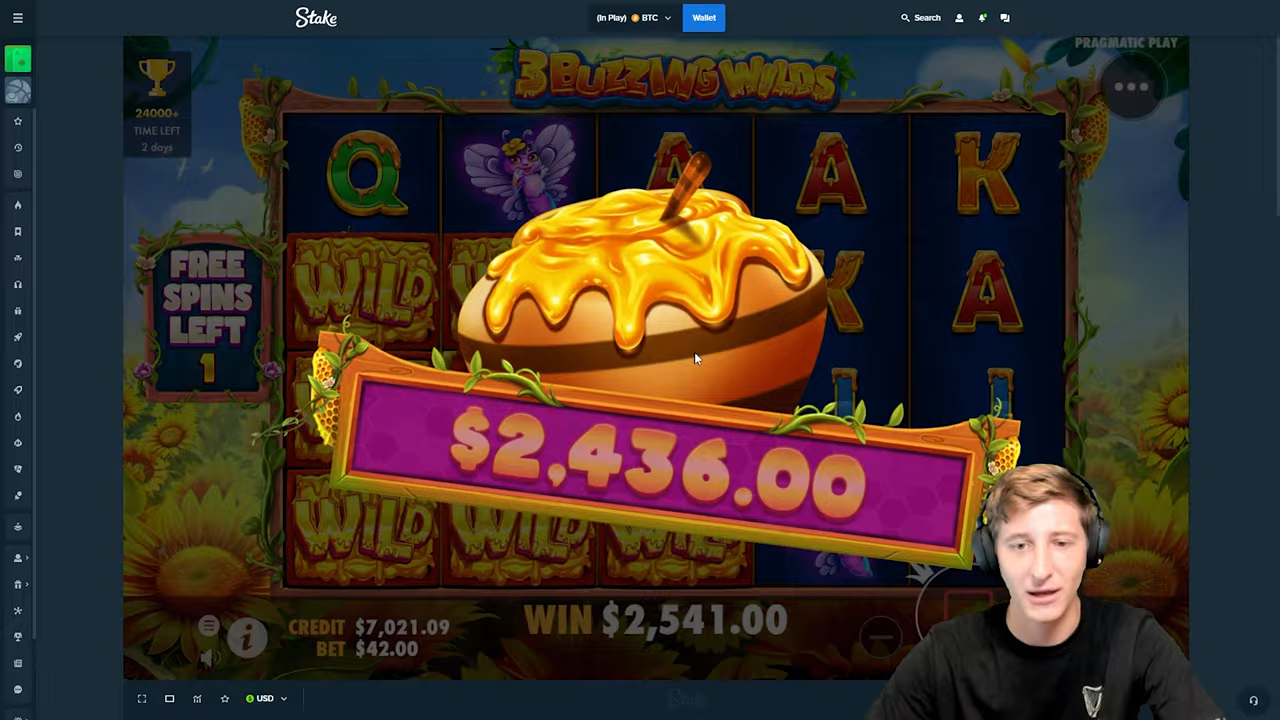 Stake
(In Play) BTC
Wallet
Search
PRAGMATIC PLAY
3 BUZZING WILDS
24000+
TIME LEFT
2 days
Q
A
A
K
WILD
K
A
FREE
SPINS
LEFT
1
$2,436.00
WILD
WILD
WILD
WIN $2,541.00
CREDIT $7,021.09
BET $42.00
USD
Stake